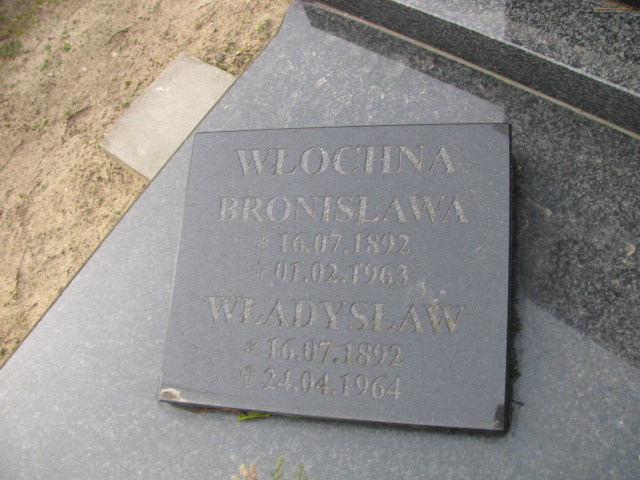 WŁOCHNA
BRONISŁAWA
* 16.07.1892
✝ 01.02.1963
WŁADYSŁAW
* 16.07.1892
✝ 24.04.1964